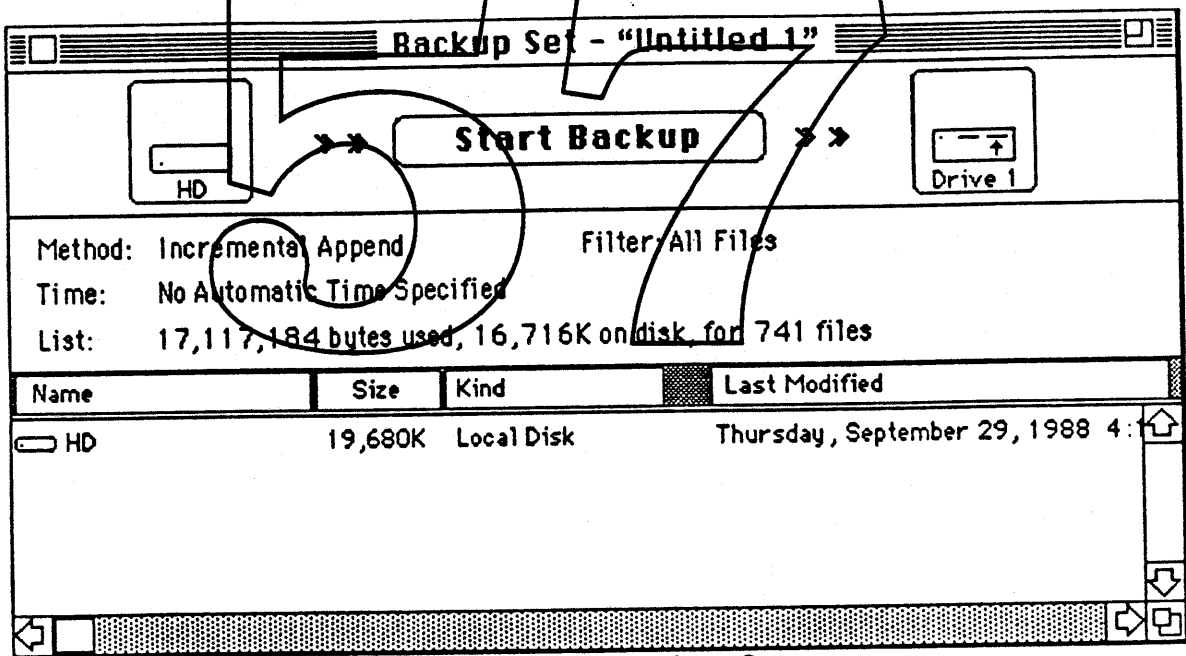 Backup Set - “Untitled 1”
HD
»» Start Backup »»
Drive 1
Method: Incremental Append Filter: All Files
Time: No Automatic Time Specified
List: 17,117,184 bytes used, 16,716K on disk, for 741 files
Name Size Kind Last Modified
HD 19,680K Local Disk Thursday, September 29, 1988 4:1
57